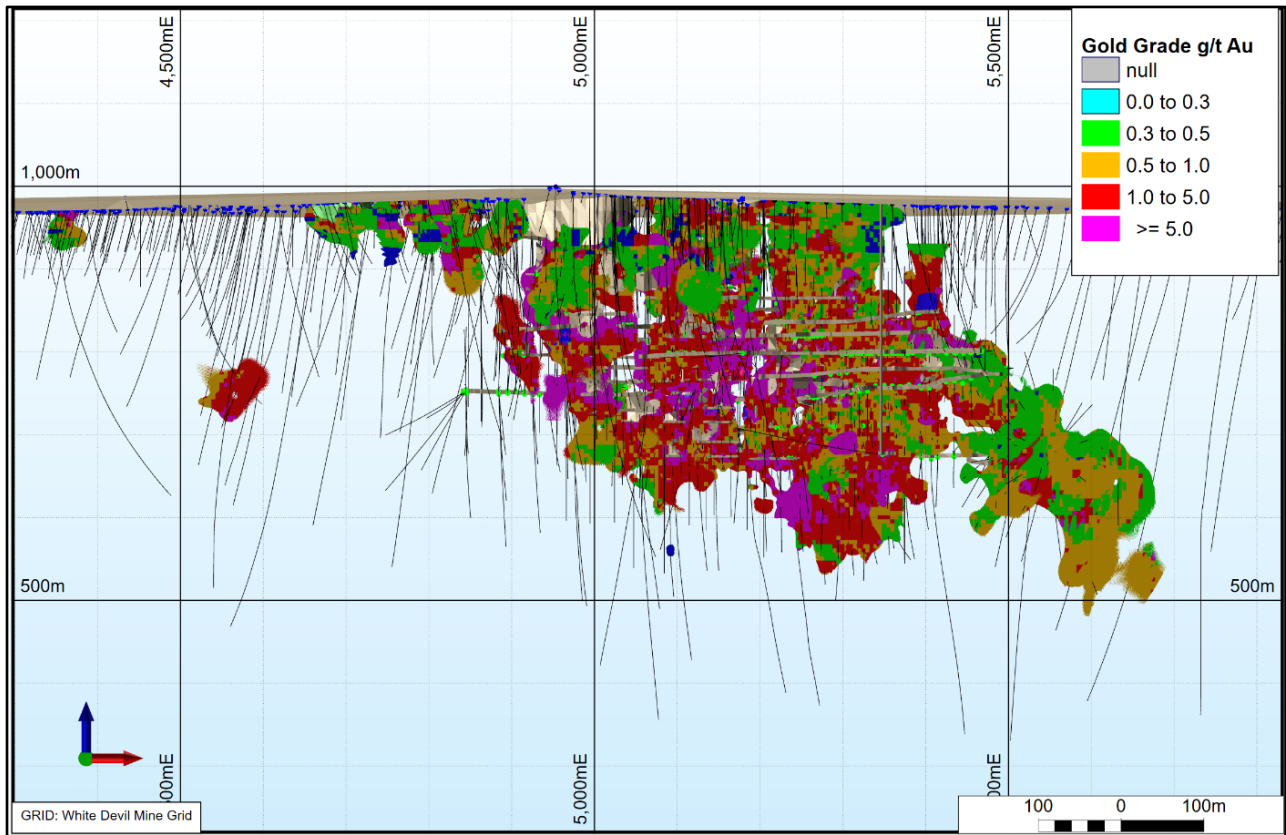 4,500mE
5,000mE
5,500mE
Gold Grade g/t Au
null
0.0 to 0.3
0.3 to 0.5
0.5 to 1.0
1.0 to 5.0
>= 5.0
1,000m
500m
500m
00mE
5,000mE
00mE
GRID: White Devil Mine Grid
100 0 100m